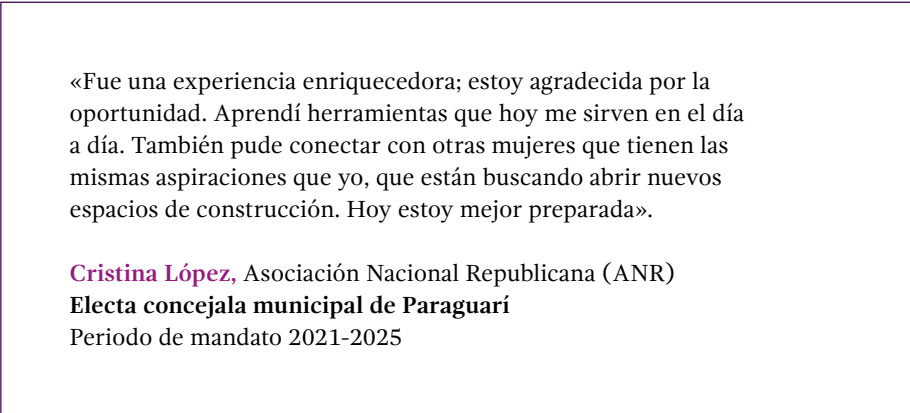 «Fue una experiencia enriquecedora; estoy agradecida por la
oportunidad. Aprendí herramientas que hoy me sirven en el día
a día. También pude conectar con otras mujeres que tienen las
mismas aspiraciones que yo, que están buscando abrir nuevos
espacios de construcción. Hoy estoy mejor preparada».
Cristina López, Asociación Nacional Republicana (ANR)
Electa concejala municipal de Paraguarí
Periodo de mandato 2021-2025